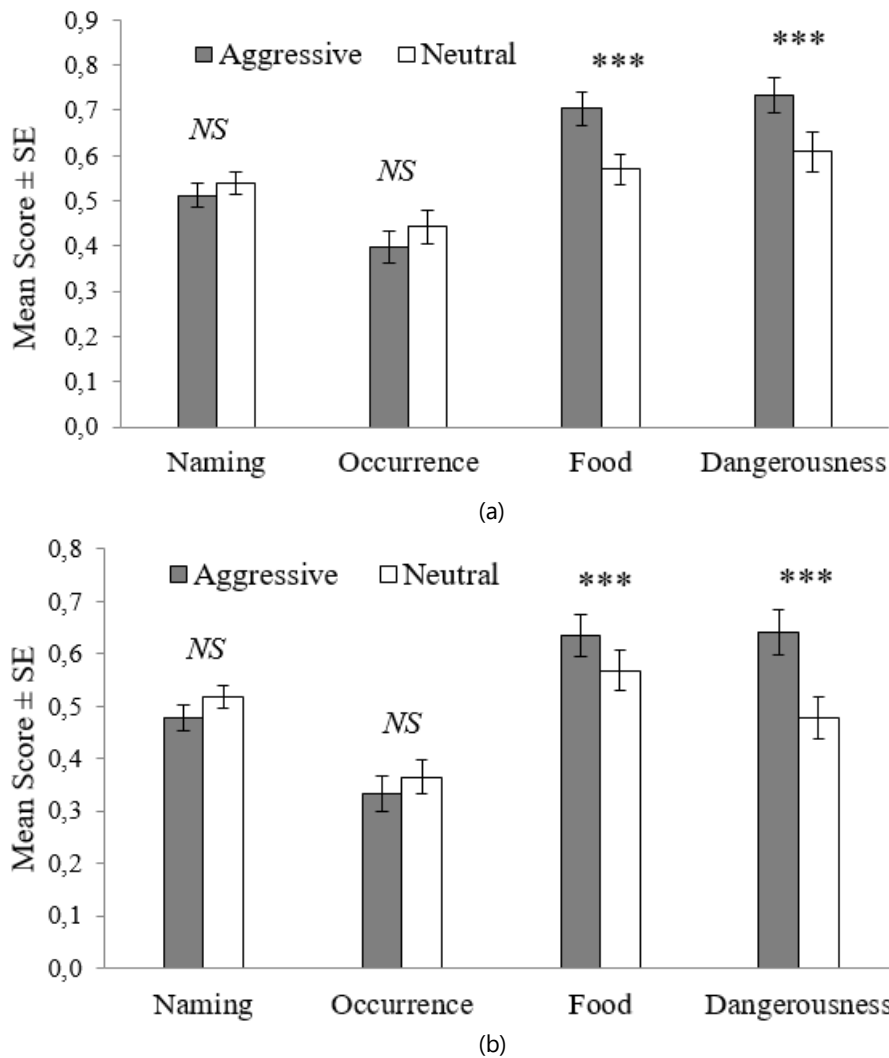 0,9
Aggressive Neutral
0,8
0,7
0,6
0,5
0,4
0,3
0,2
0,1
0,0
Mean Score ± SE
NS
NS
***
***
Naming Occurrence Food Dangerousness
(a)
0,8
Aggressive Neutral
0,7
0,6
0,5
0,4
0,3
0,2
0,1
0,0
Mean Score ± SE
NS
NS
***
***
Naming Occurrence Food Dangerousness
(b)